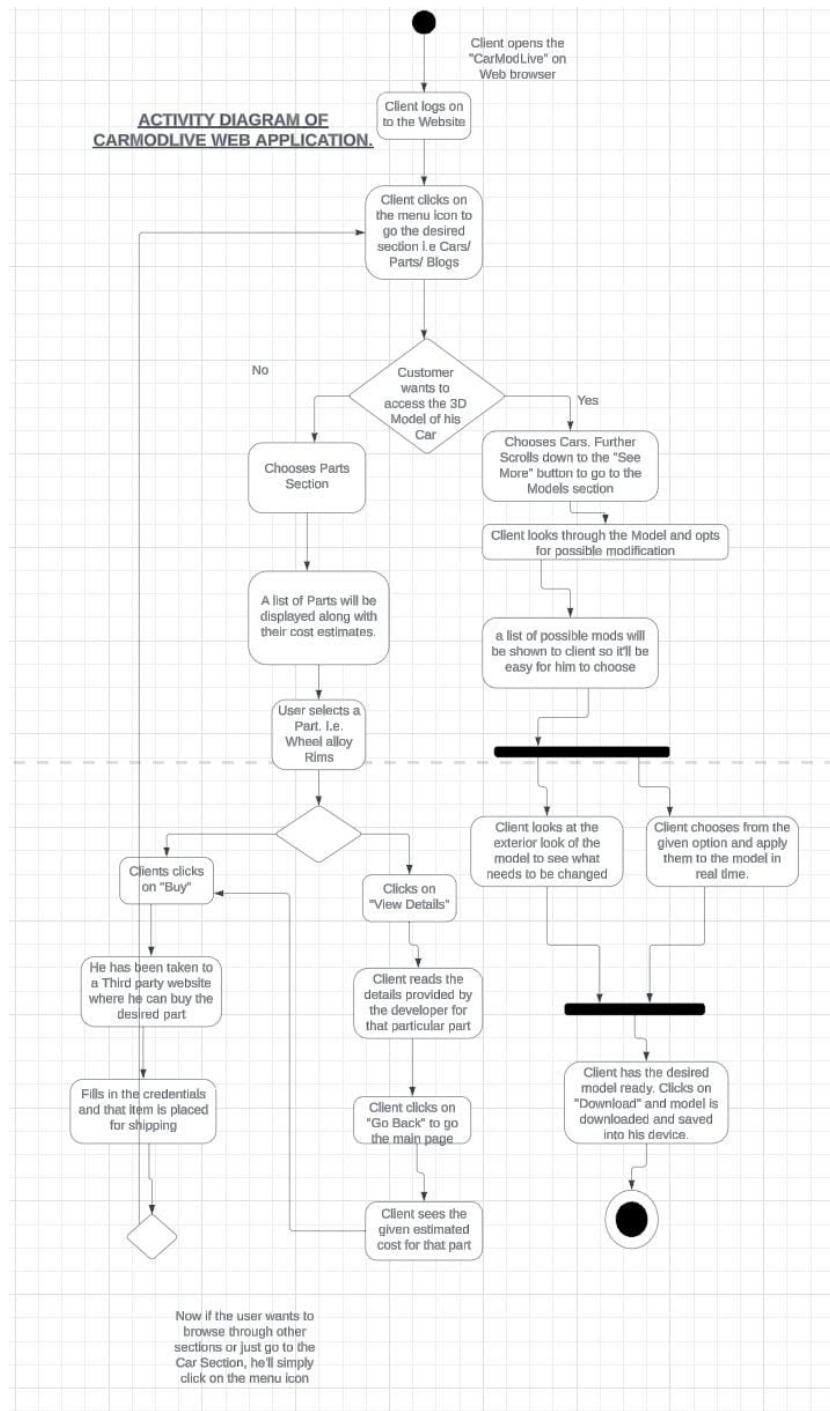 Client opens the
"CarModLive" on
Web browser
ACTIVITY DIAGRAM OF
CARMODLIVE WEB APPLICATION.
Client logs on
to the Website
Client clicks on
the menu icon to
go the desired
section i.e Cars/
Parts/ Blogs
Customer
wants to
access the 3D
Model of his
Car
No
Yes
Chooses Parts
Section
Chooses Cars. Further
Scrolls down to the "See
More" button to go to the
Models section
Client looks through the Model and opts
for possible modification
A list of Parts will be
displayed along with
their cost estimates.
a list of possible mods will
be shown to client so it'll be
easy for him to choose
User selects a
Part. I.e.
Wheel alloy
Rims
Clients clicks
on "Buy"
Clicks on
"View Details"
Client looks at the
exterior look of the
model to see what
needs to be changed
Client chooses from the
given option and apply
them to the model in
real time.
He has been taken to
a Third party website
where he can buy the
desired part
Client reads the
details provided by
the developer for
that particular part
Fills in the credentials
and that item is placed
for shipping
Client clicks on
"Go Back" to go
the main page
Client has the desired
model ready. Clicks on
"Download" and model is
downloaded and saved
into his device.
Client sees the
given estimated
cost for that part
Now if the user wants to
browse through other
sections or just go to the
Car Section, he'll simply
click on the menu icon